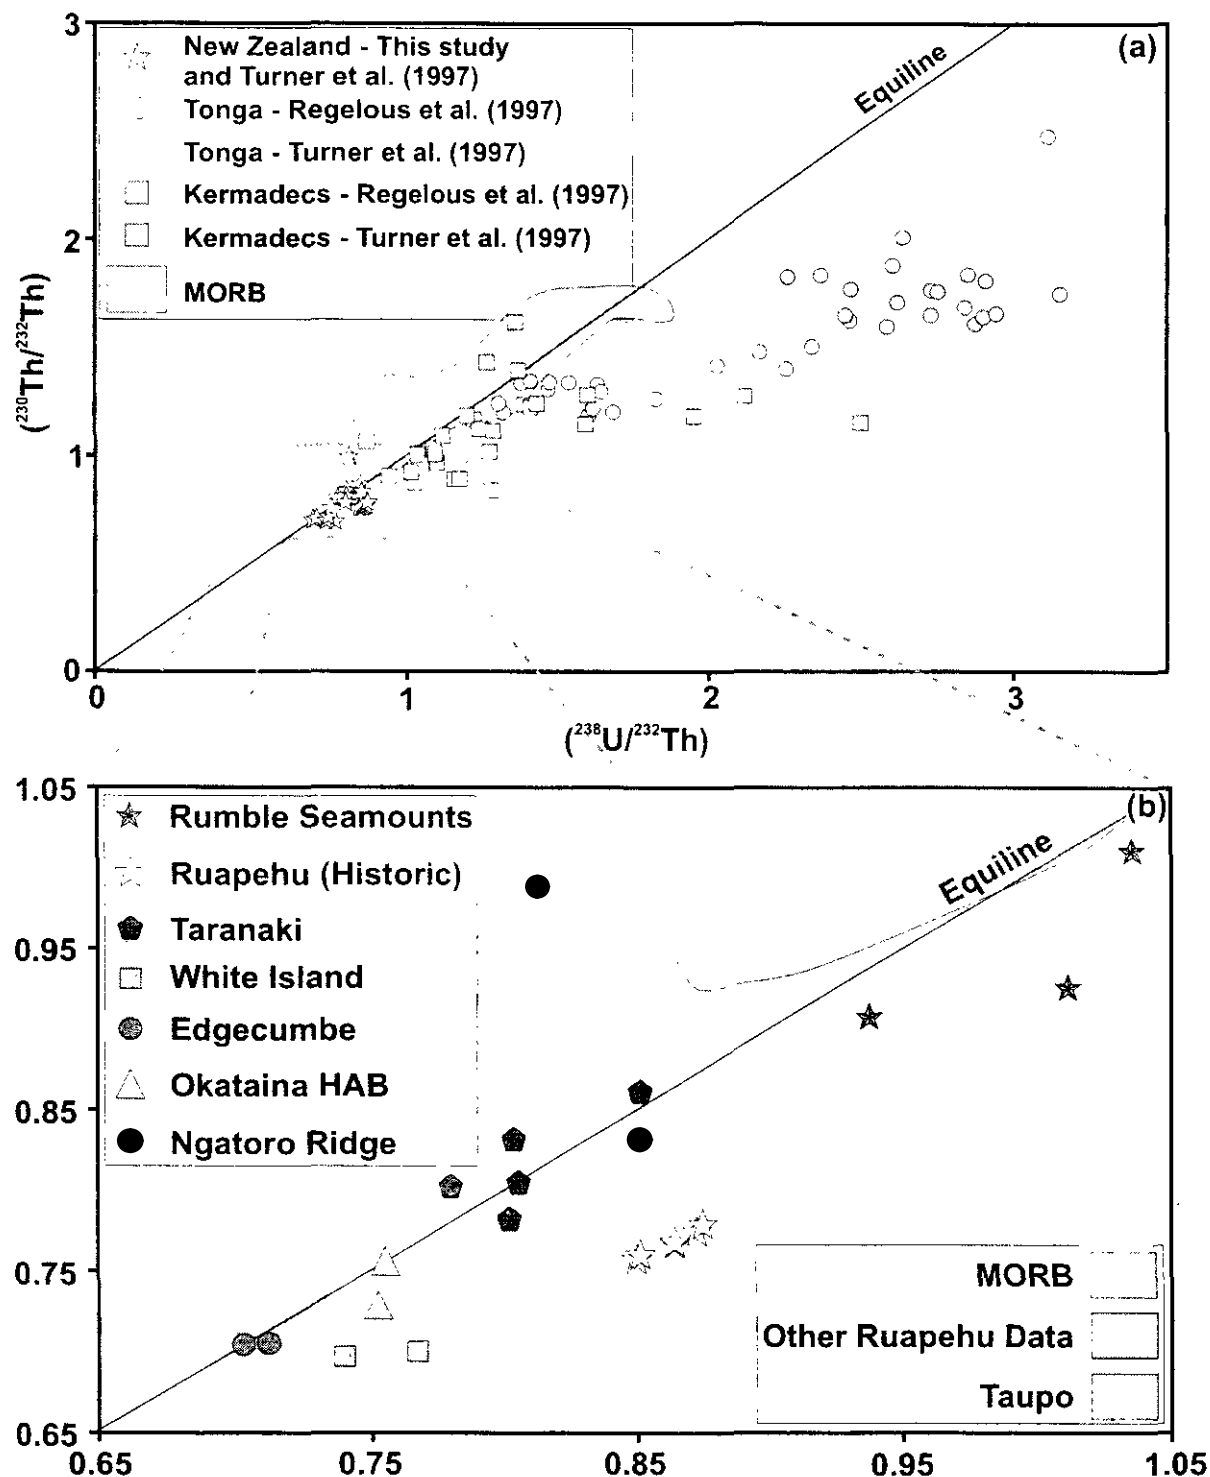 3
(a)
New Zealand - This study
and Turner et al. (1997)
Tonga - Regelous et al. (1997)
Tonga - Turner et al. (1997)
Kermadecs - Regelous et al. (1997)
Kermadecs - Turner et al. (1997)
MORB
Equiline
2
1
0
(²³⁰Th/²³²Th)
0
1
2
3
(²³⁸U/²³²Th)
1.05
(b)
Rumble Seamounts
Ruapehu (Historic)
Taranaki
White Island
Edgecumbe
Okataina HAB
Ngatoro Ridge
Equiline
0.95
0.85
0.75
0.65
MORB
Other Ruapehu Data
Taupo
0.65
0.75
0.85
0.95
1.05